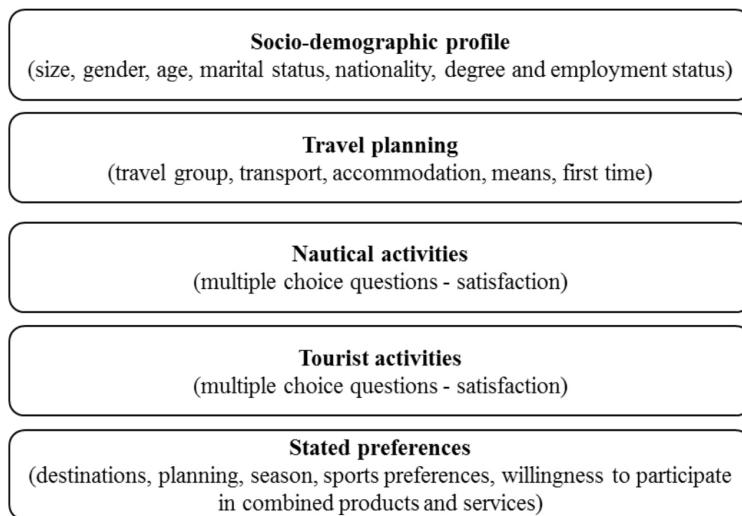 Socio-demographic profile
(size, gender, age, marital status, nationality, degree and employment status)
Travel planning
(travel group, transport, accommodation, means, first time)
Nautical activities
(multiple choice questions - satisfaction)
Tourist activities
(multiple choice questions - satisfaction)
Stated preferences
(destinations, planning, season, sports preferences, willingness to participate
in combined products and services)